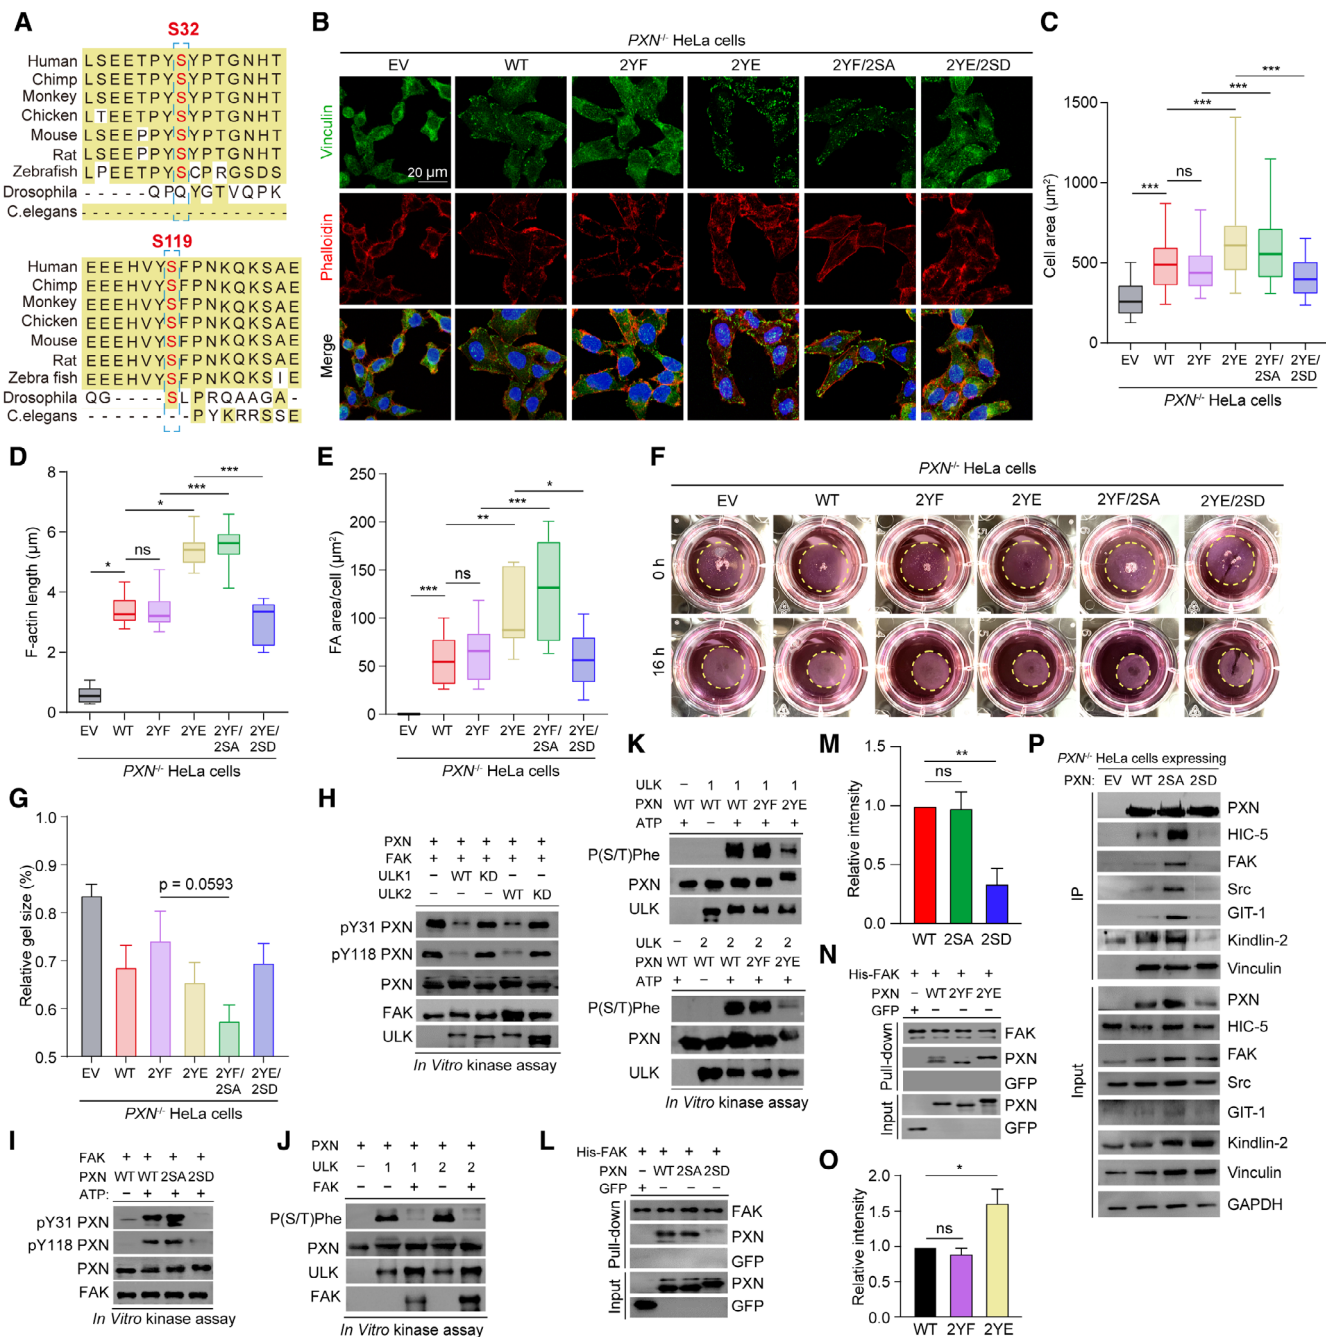 A
S32
Human LSEETPYSYPTGNHT
Chimp LSEETPYSYPTGNHT
Monkey LSEETPYSYPTGNHT
Chicken LTEETPYSYPTGNHT
Mouse LSEEPPYSYPTGNHT
Rat LSEEPPYSYPTGNHT
Zebrafish LPEETPYSCPRGSDS
Drosophila -----QPQYGTVQPK
C.elegans ---------------
S119
Human EEEHVYSFPNKQKSAE
Chimp EEEHVYSFPNKQKSAE
Monkey EEEHVYSFPNKQKSAE
Chicken EEEHVYSFPNKQKSAE
Mouse EEEHVYSFPNKQKSAE
Rat EEEHVYSFPNKQKSAE
Zebra fish EEEHVYSFPNKQKSIE
Drosophila QG----SLPRQAAGA-
C.elegans --------PYKRRSSE
B
PXN-/- HeLa cells
EV WT 2YF 2YE 2YF/2SA 2YE/2SD
Vinculin
20 µm
Phalloidin
Merge
C
Cell area (µm²)
1500
1000
500
0
*** ns *** *** ***
EV WT 2YF 2YE 2YF/2SA 2YE/2SD
PXN-/- HeLa cells
D
F-actin length (µm)
8
6
4
2
0
* ns * *** ***
EV WT 2YF 2YE 2YF/2SA 2YE/2SD
PXN-/- HeLa cells
E
FA area/cell (µm²)
250
200
150
100
50
0
*** ns ** *** *
EV WT 2YF 2YE 2YF/2SA 2YE/2SD
PXN-/- HeLa cells
F
PXN-/- HeLa cells
EV WT 2YF 2YE 2YF/2SA 2YE/2SD
0 h
16 h
G
Relative gel size (%)
1.0
0.9
0.8
0.7
0.6
0.5
p = 0.0593
EV WT 2YF 2YE 2YF/2SA 2YE/2SD
PXN-/- HeLa cells
H
PXN + + + + +
FAK + + + + +
ULK1 WT KD
ULK2 WT KD
pY31 PXN
pY118 PXN
PXN
FAK
ULK
In Vitro kinase assay
I
FAK + + + +
PXN WT WT 2SA 2SD
ATP: - + + +
pY31 PXN
pY118 PXN
PXN
FAK
In Vitro kinase assay
J
PXN + + + + +
ULK - 1 1 2 2
FAK - - + - +
P(S/T)Phe
PXN
ULK
FAK
In Vitro kinase assay
K
ULK - 1 1 1 1
PXN WT WT WT 2YF 2YE
ATP + - + + +
P(S/T)Phe
PXN
ULK
ULK - 2 2 2 2
PXN WT WT WT 2YF 2YE
ATP + - + + +
P(S/T)Phe
PXN
ULK
In Vitro kinase assay
L
His-FAK + + + +
PXN - WT 2SA 2SD
GFP + - - -
Pull-down
FAK
PXN
GFP
Input
PXN
GFP
M
Relative intensity
1.5
1.0
0.5
0.0
ns **
WT 2SA 2SD
N
His-FAK + + + +
PXN - WT 2YF 2YE
GFP + - - -
Pull-down
FAK
PXN
GFP
Input
PXN
GFP
O
Relative intensity
2.0
1.5
1.0
0.0
ns *
WT 2YF 2YE
P
PXN-/- HeLa cells expressing
PXN: EV WT 2SA 2SD
IP
PXN
HIC-5
FAK
Src
GIT-1
Kindlin-2
Vinculin
Input
PXN
HIC-5
FAK
Src
GIT-1
Kindlin-2
Vinculin
GAPDH